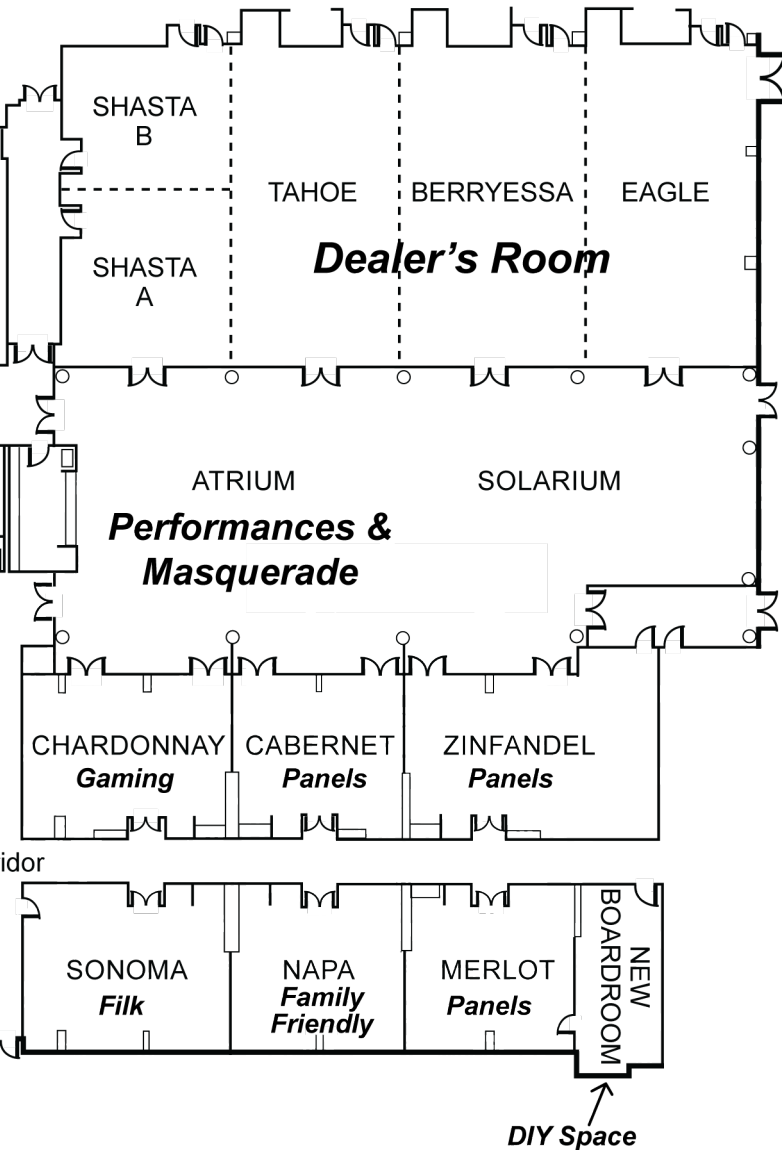 SHASTA
B
TAHOE
BERRYESSA
EAGLE
Dealer's Room
SHASTA
A
ATRIUM
SOLARIUM
Performances &
Masquerade
CHARDONNAY
Gaming
CABERNET
Panels
ZINFANDEL
Panels
idor
SONOMA
Filk
NAPA
Family
Friendly
MERLOT
Panels
NEW
BOARDROOM
DIY Space